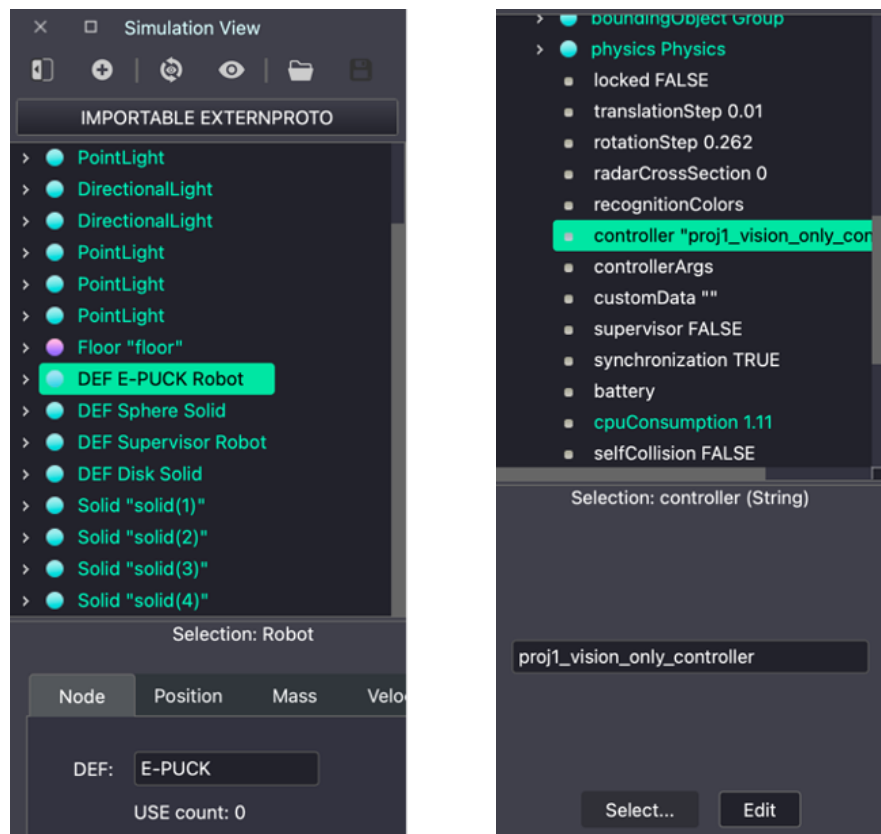 Simulation View
IMPORTABLE EXTERNPROTO
PointLight
DirectionalLight
DirectionalLight
PointLight
PointLight
PointLight
Floor "floor"
DEF E-PUCK Robot
DEF Sphere Solid
DEF Supervisor Robot
DEF Disk Solid
Solid "solid(1)"
Solid "solid(2)"
Solid "solid(3)"
Solid "solid(4)"
Selection: Robot
Node Position Mass Velo
DEF: E-PUCK
USE count: 0
boundingObject Group
physics Physics
locked FALSE
translationStep 0.01
rotationStep 0.262
radarCrossSection 0
recognitionColors
controller "proj1_vision_only_con
controllerArgs
customData ""
supervisor FALSE
synchronization TRUE
battery
cpuConsumption 1.11
selfCollision FALSE
Selection: controller (String)
proj1_vision_only_controller
Select... Edit